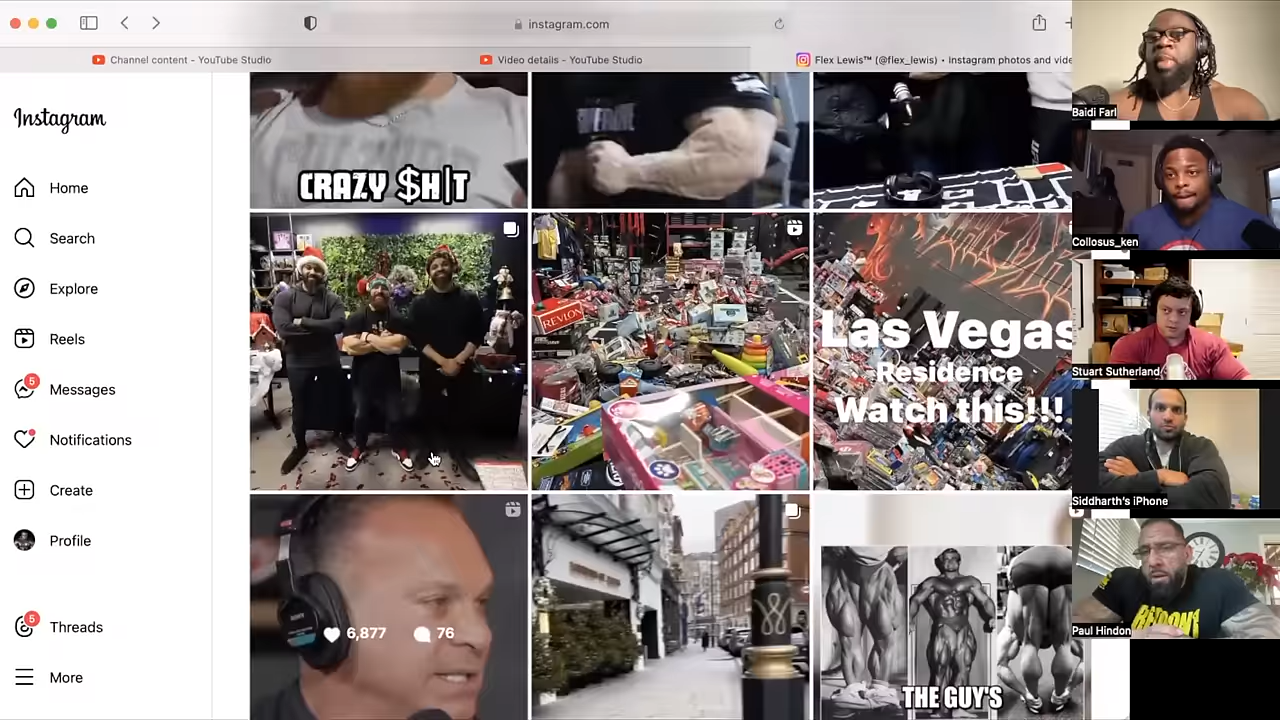 instagram.com
Channel content - YouTube Studio
Video details - YouTube Studio
Flex Lewis™ (@flex_lewis) • Instagram photos and vide
Instagram
Home
Search
Explore
Reels
5
Messages
Notifications
Create
Profile
5
Threads
More
CRAZY $H|T
REVLON
Las Vegas
Residence
Watch this!!!
6,877
76
THE GUY'S
Baidi Farl
Collosus_ken
Stuart Sutherland
Siddharth's iPhone
Paul Hindon